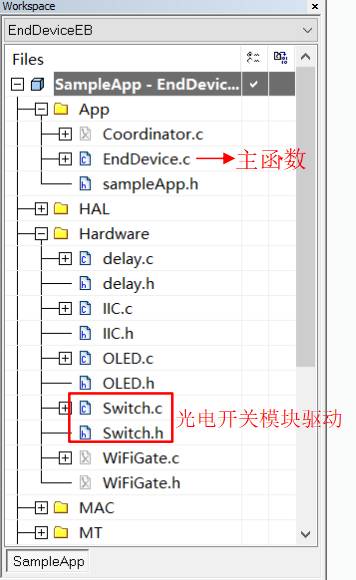 Workspace
EndDeviceEB
Files
SampleApp - EndDevic...
App
Coordinator.c
EndDevice.c 主函数
sampleApp.h
HAL
Hardware
delay.c
delay.h
IIC.c
IIC.h
OLED.c
OLED.h
Switch.c
光电开关模块驱动
Switch.h
WiFiGate.c
WiFiGate.h
MAC
MT
SampleApp